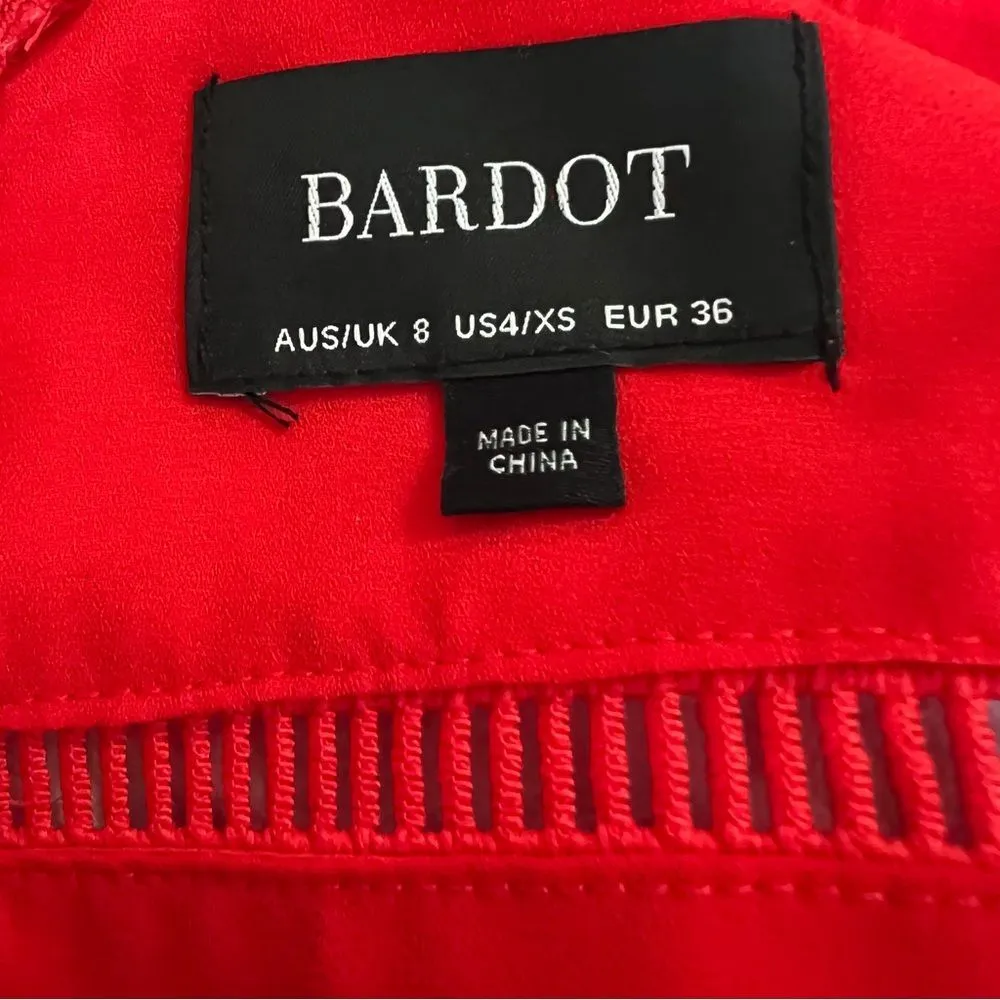 BARDOT
AUS/UK 8 US4/XS EUR 36
MADE IN
CHINA